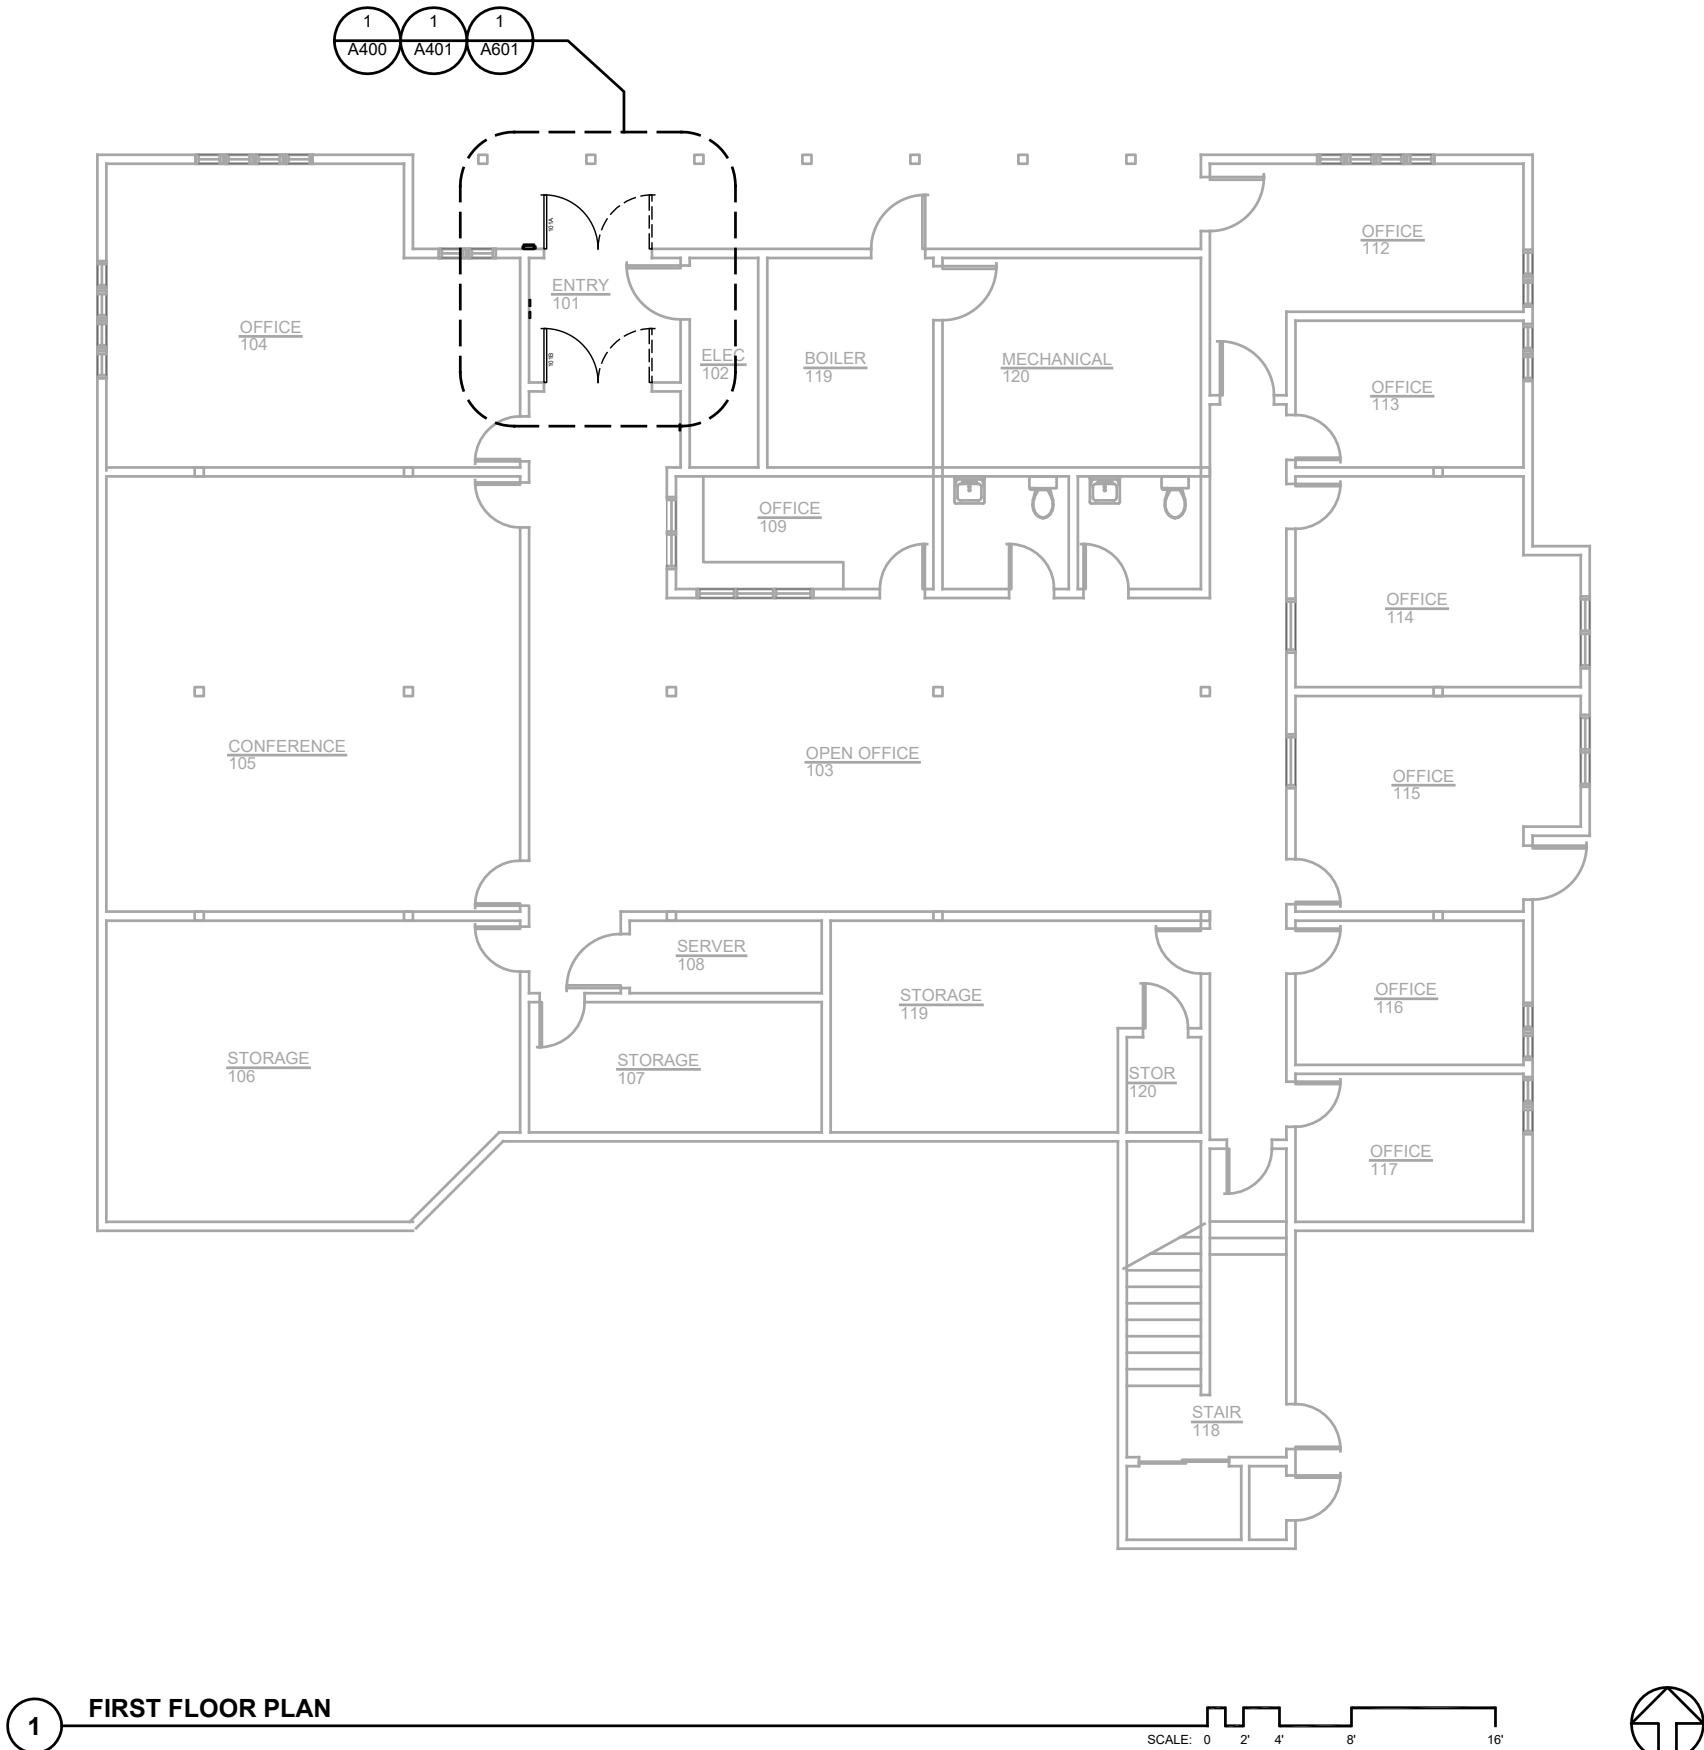 1 1 1
A400 A401 A601
OFFICE
112
101A
ENTRY
101
OFFICE
104
ELEC
102
BOILER
119
MECHANICAL
120
101B
OFFICE
113
OFFICE
109
OFFICE
114
CONFERENCE
105
OPEN OFFICE
103
OFFICE
115
SERVER
108
STORAGE
119
OFFICE
116
STORAGE
106
STORAGE
107
STOR
120
OFFICE
117
STAIR
118
1
FIRST FLOOR PLAN
SCALE: 0 2' 4' 8' 16'